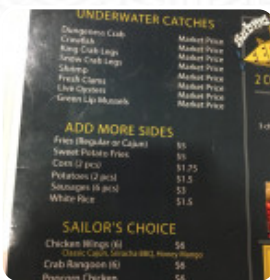 UNDERWATER CATCHES
Dungeness Crab Market Price
Crawfish Market Price
King Crab Legs Market Price
Snow Crab Legs Market Price
Shrimp Market Price
Fresh Clams Market Price
Live Oysters Market Price
Green Lip Mussels Market Price
ADD MORE SIDES
Fries (Regular or Cajun) $5
Sweet Potato Fries $5
Corn (2 pcs) $1.75
Potatoes (2 pcs) $1.5
Sausages (6 pcs) $3
White Rice $1.5
SAILOR'S CHOICE
Chicken Wings (6) $6
Classic Cajun, Sriracha BBQ, Honey Mango
Crab Rangoon (6) $6
Popcorn Chicken